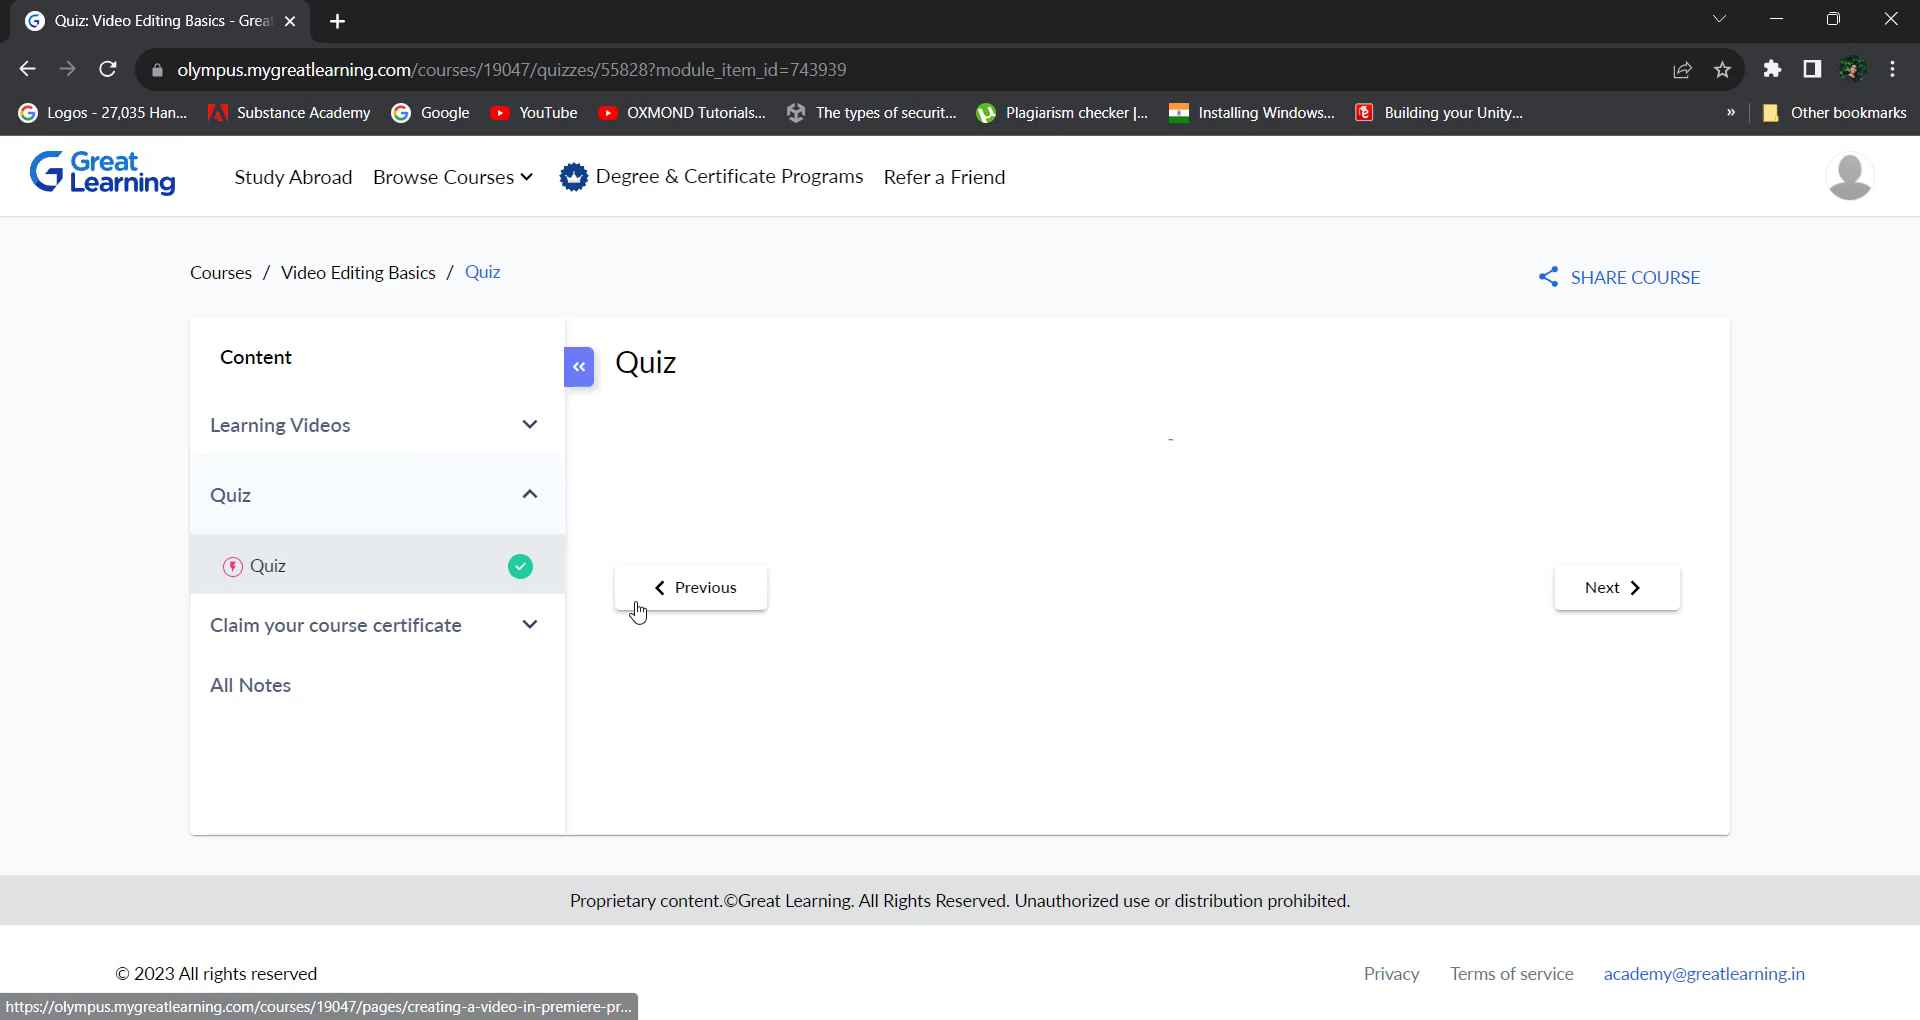 Quiz: Video Editing Basics - Grea
olympus.mygreatlearning.com/courses/19047/quizzes/55828?module_item_id=743939
Logos - 27,035 Han... Substance Academy Google YouTube OXMOND Tutorials... The types of securit... Plagiarism checker |... Installing Windows... Building your Unity... » Other bookmarks
Great Learning
Study Abroad Browse Courses Degree & Certificate Programs Refer a Friend
Courses / Video Editing Basics / Quiz
SHARE COURSE
Content
Learning Videos
Quiz
Quiz
Claim your course certificate
All Notes
Quiz
Previous
Next
Proprietary content.©Great Learning. All Rights Reserved. Unauthorized use or distribution prohibited.
© 2023 All rights reserved
Privacy Terms of service academy@greatlearning.in
https://olympus.mygreatlearning.com/courses/19047/pages/creating-a-video-in-premiere-pr...